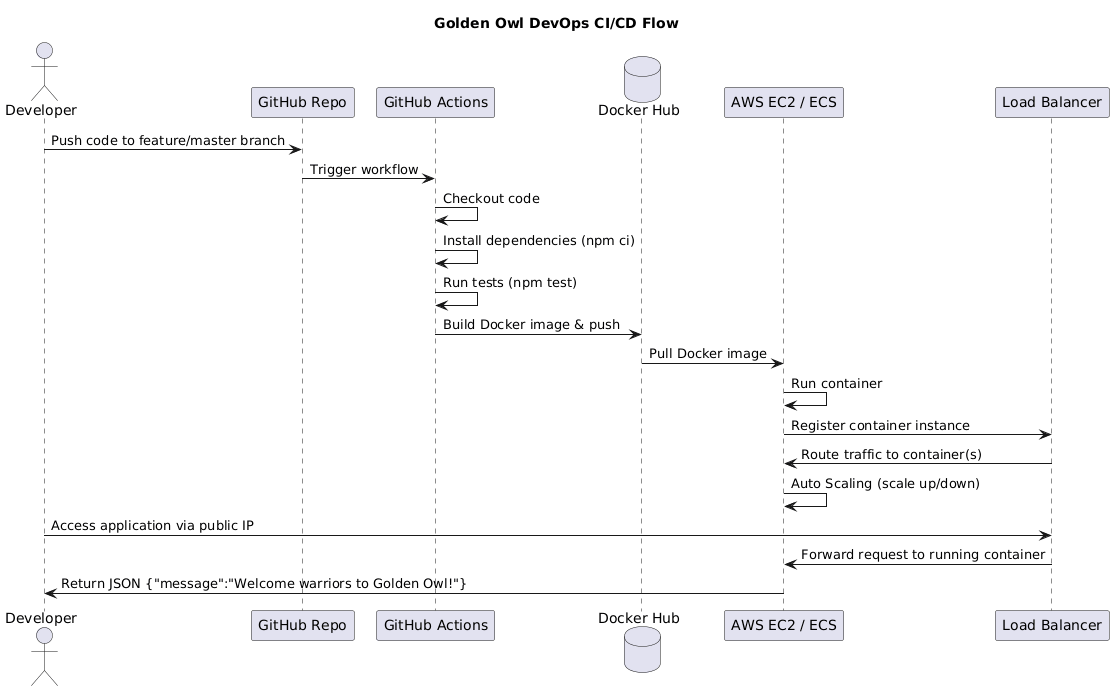 Golden Owl DevOps CI/CD Flow
Developer
GitHub Repo
GitHub Actions
Docker Hub
AWS EC2 / ECS
Load Balancer
Push code to feature/master branch
Trigger workflow
Checkout code
Install dependencies (npm ci)
Run tests (npm test)
Build Docker image & push
Pull Docker image
Run container
Register container instance
Route traffic to container(s)
Auto Scaling (scale up/down)
Access application via public IP
Forward request to running container
Return JSON {"message":"Welcome warriors to Golden Owl!"}
Developer
GitHub Repo
GitHub Actions
Docker Hub
AWS EC2 / ECS
Load Balancer